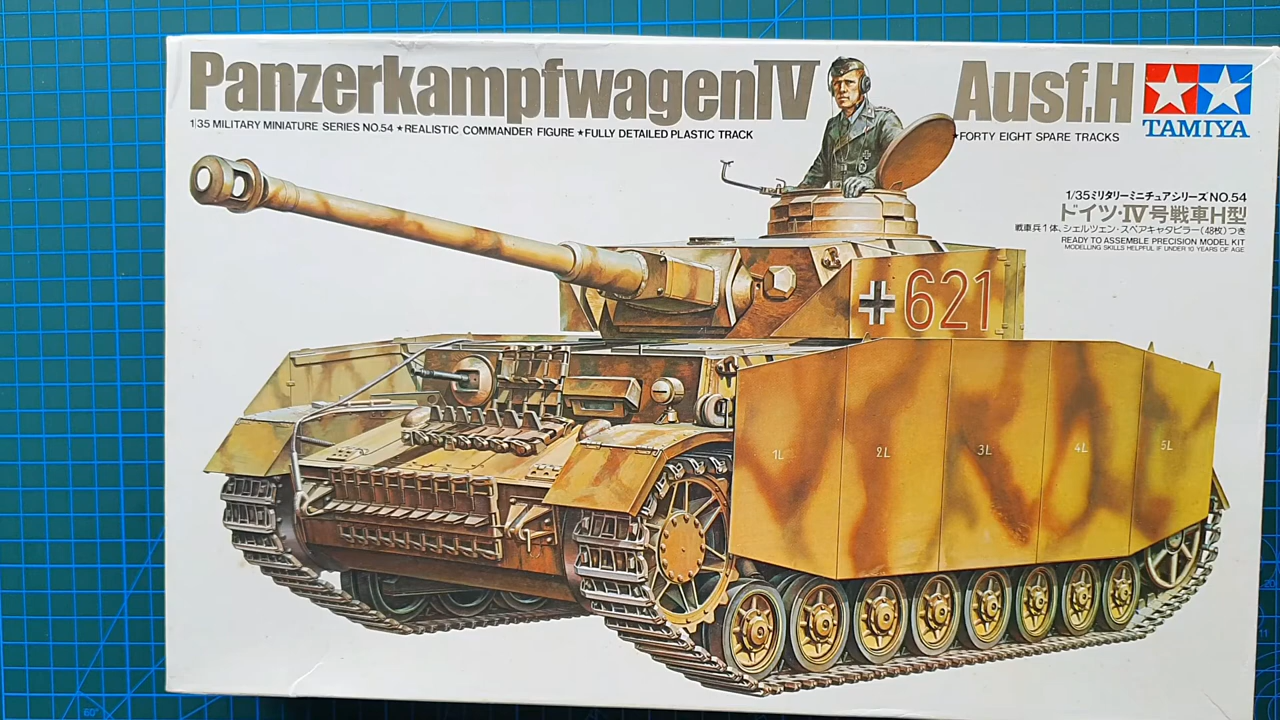 PanzerkampfwagenIV Ausf.H
1/35 MILITARY MINIATURE SERIES NO.54 ★REALISTIC COMMANDER FIGURE ★FULLY DETAILED PLASTIC TRACK ★FORTY EIGHT SPARE TRACKS
TAMIYA
1/35ミリタリーミニチュアシリーズNO.54
ドイツ・Ⅳ号戦車H型
戦車兵1体、シェルツェン・スペアキャタピラー(48枚)つき
READY TO ASSEMBLE PRECISION MODEL KIT
MODELLING SKILLS HELPFUL IF UNDER 10 YEARS OF AGE
621
1L 2L 3L 4L 5L
60°